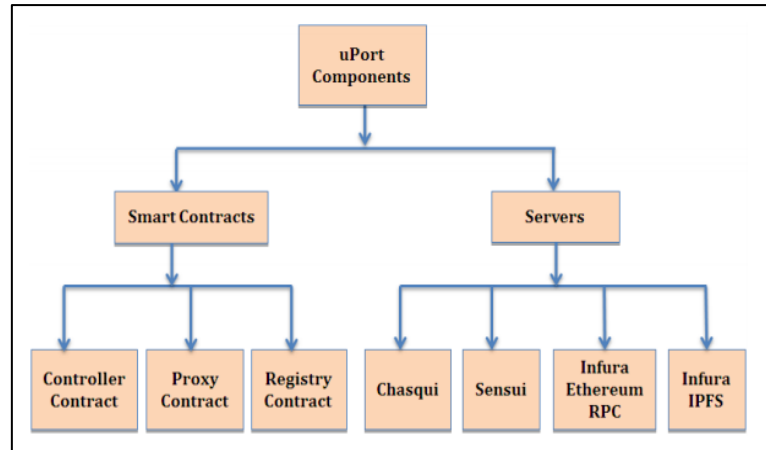 uPort
Components
Smart Contracts
Servers
Controller
Contract
Proxy
Contract
Registry
Contract
Chasqui
Sensui
Infura
Ethereum
RPC
Infura
IPFS